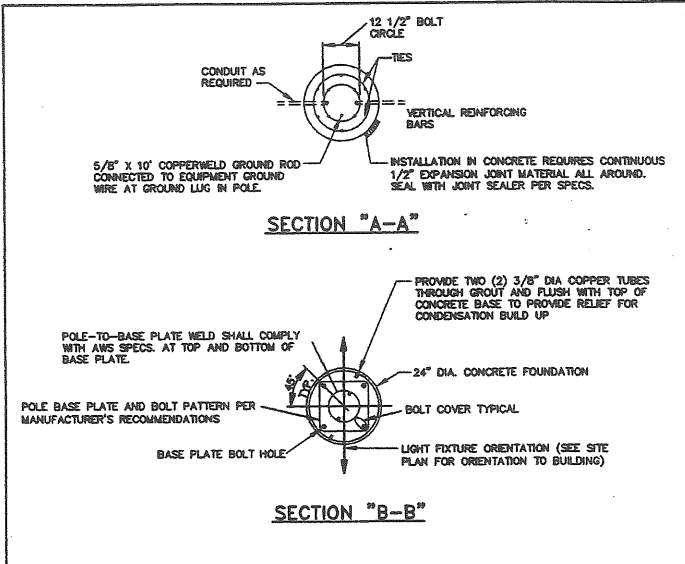 12 1/2" BOLT
CIRCLE
TIES
CONDUIT AS
REQUIRED
VERTICAL REINFORCING
BARS
5/8" X 10' COPPERWELD GROUND ROD
CONNECTED TO EQUIPMENT GROUND
WIRE AT GROUND LUG IN POLE.
INSTALLATION IN CONCRETE REQUIRES CONTINUOUS
1/2" EXPANSION JOINT MATERIAL ALL AROUND.
SEAL WITH JOINT SEALER PER SPECS.
SECTION "A-A"
PROVIDE TWO (2) 3/8" DIA COPPER TUBES
THROUGH GROUT AND FLUSH WITH TOP OF
CONCRETE BASE TO PROVIDE RELIEF FOR
CONDENSATION BUILD UP
POLE-TO-BASE PLATE WELD SHALL COMPLY
WITH AWS SPECS. AT TOP AND BOTTOM OF
BASE PLATE.
45°
TYP.
24" DIA. CONCRETE FOUNDATION
POLE BASE PLATE AND BOLT PATTERN PER
MANUFACTURER'S RECOMMENDATIONS
BOLT COVER TYPICAL
BASE PLATE BOLT HOLE
LIGHT FIXTURE ORIENTATION (SEE SITE
PLAN FOR ORIENTATION TO BUILDING)
SECTION "B-B"